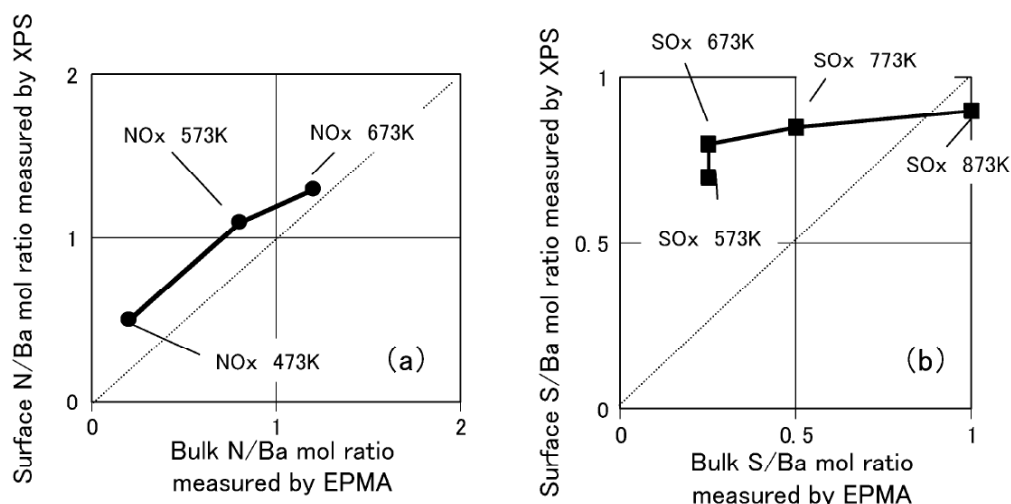 Surface N/Ba mol ratio measured by XPS
2
1
0
0
1
2
NOx 573K
NOx 673K
NOx 473K
(a)
Bulk N/Ba mol ratio
measured by EPMA
Surface S/Ba mol ratio measured by XPS
1
0.5
0
0
0.5
1
SOx 673K
SOx 773K
SOx 873K
SOx 573K
(b)
Bulk S/Ba mol ratio
measured by EPMA